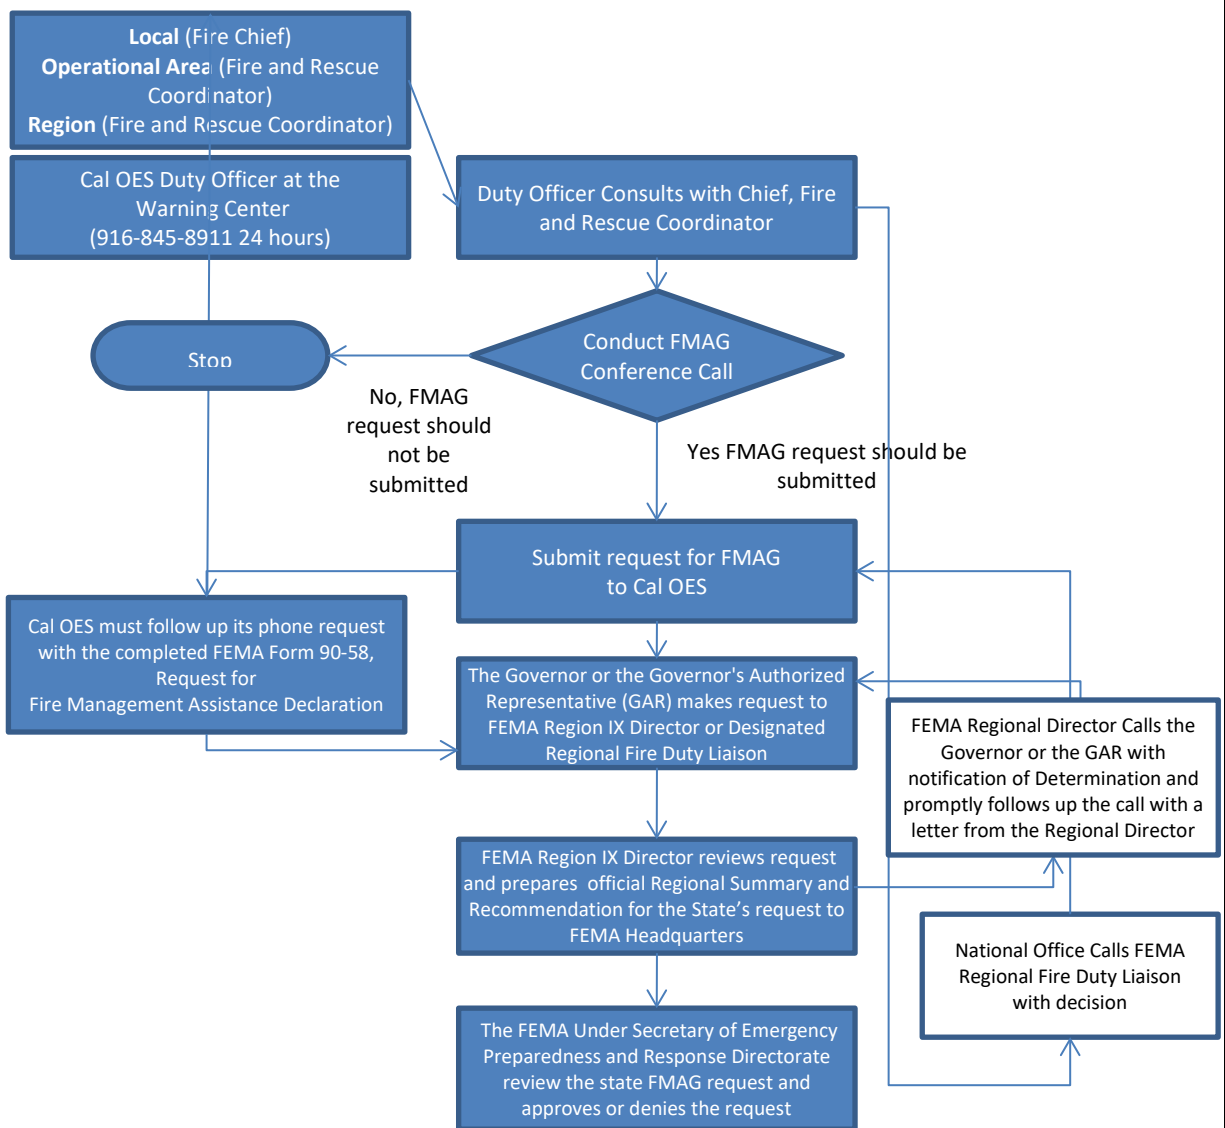 Local (Fire Chief)
Operational Area (Fire and Rescue
Coordinator)
Region (Fire and Rescue Coordinator)
Cal OES Duty Officer at the
Warning Center
(916-845-8911 24 hours)
Duty Officer Consults with Chief, Fire
and Rescue Coordinator
Conduct FMAG
Conference Call
Stop
No, FMAG
request should
not be
submitted
Yes FMAG request should be
submitted
Submit request for FMAG
to Cal OES
Cal OES must follow up its phone request
with the completed FEMA Form 90-58,
Request for
Fire Management Assistance Declaration
The Governor or the Governor's Authorized
Representative (GAR) makes request to
FEMA Region IX Director or Designated
Regional Fire Duty Liaison
FEMA Regional Director Calls the
Governor or the GAR with
notification of Determination and
promptly follows up the call with a
letter from the Regional Director
FEMA Region IX Director reviews request
and prepares official Regional Summary and
Recommendation for the State’s request to
FEMA Headquarters
National Office Calls FEMA
Regional Fire Duty Liaison
with decision
The FEMA Under Secretary of Emergency
Preparedness and Response Directorate
review the state FMAG request and
approves or denies the request